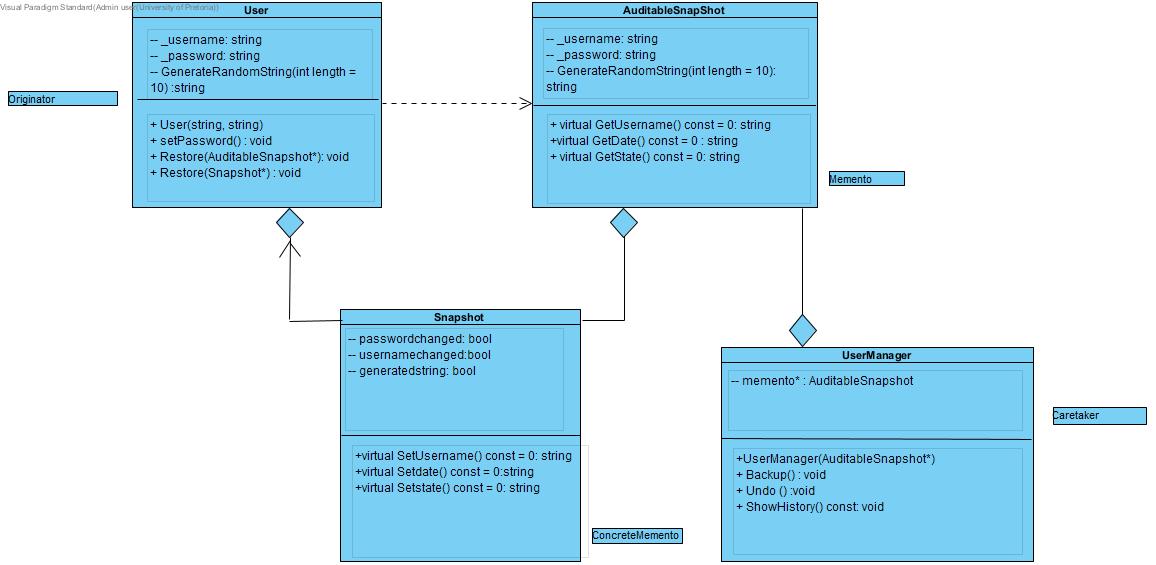 Visual Paradigm Standard(Admin user(University of Pretoria))
User
-- _username: string
-- _password: string
-- GenerateRandomString(int length =
10) :string
+ User(string, string)
+ setPassword() : void
+ Restore(AuditableSnapshot*): void
+ Restore(Snapshot*) : void
Originator
AuditableSnapShot
-- _username: string
-- _password: string
-- GenerateRandomString(int length = 10):
string
+ virtual GetUsername() const = 0: string
+virtual GetDate() const = 0 : string
+ virtual GetState() const = 0: string
Memento
Snapshot
-- passwordchanged: bool
-- usernamechanged:bool
-- generatedstring: bool
+virtual SetUsername() const = 0: string
+virtual Setdate() const = 0:string
+virtual Setstate() const = 0: string
ConcreteMemento
UserManager
-- memento* : AuditableSnapshot
+UserManager(AuditableSnapshot*)
+ Backup() : void
+ Undo () :void
+ ShowHistory() const: void
Caretaker